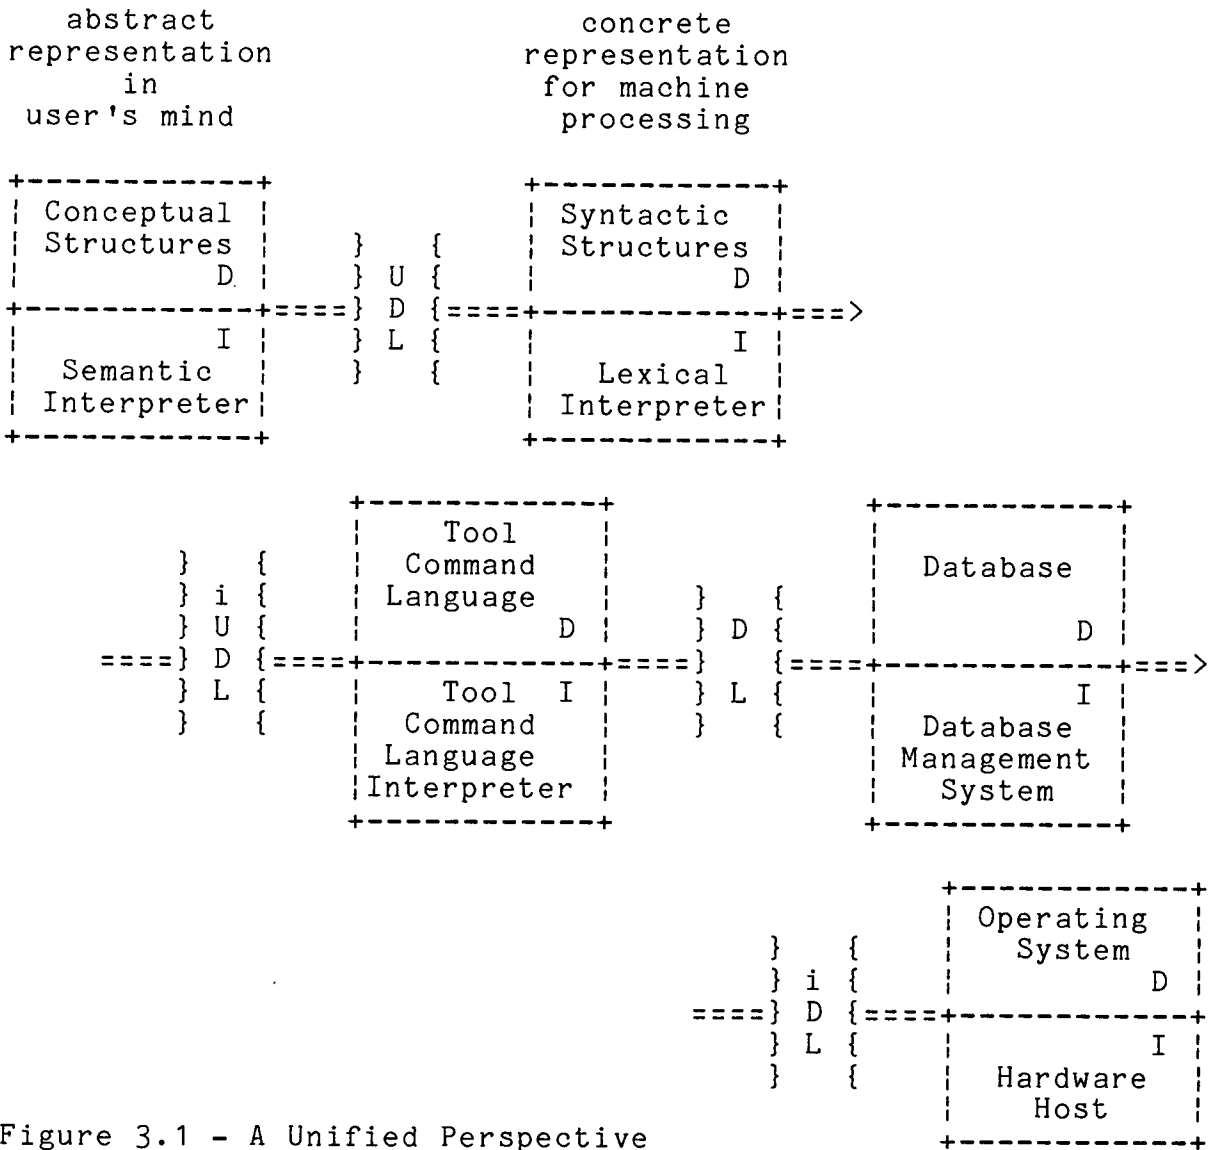 abstract
representation
in
user's mind
concrete
representation
for machine
processing
Conceptual
Structures
D
I
Semantic
Interpreter
U
D
L
Syntactic
Structures
D
I
Lexical
Interpreter
i
U
D
L
Tool
Command
Language
D
Tool I
Command
Language
Interpreter
D
L
Database
D
I
Database
Management
System
i
D
L
Operating
System
D
I
Hardware
Host
Figure 3.1 - A Unified Perspective